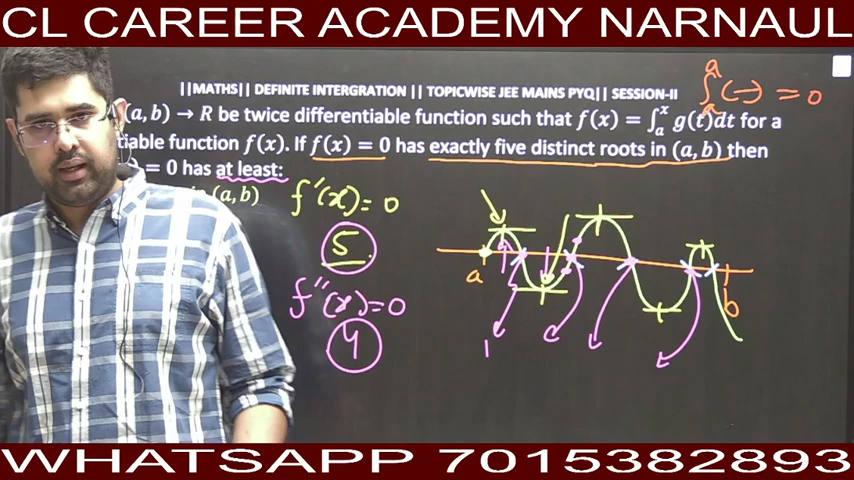 CL CAREER ACADEMY NARNAUL
||MATHS|| DEFINITE INTERGRATION || TOPICWISE JEE MAINS PYQ|| SESSION-II
∫ₐᵃ (—) = 0
(a, b) → R be twice differentiable function such that f(x) = ∫ₐˣ g(t)dt for a
tiable function f(x). If f(x) = 0 has exactly five distinct roots in (a, b) then
= 0 has at least:
in (a, b)
f'(x) = 0
5
f''(x) = 0
4
a
b
1
WHATSAPP 7015382893